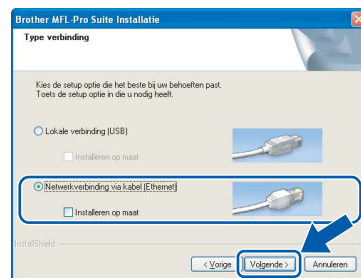 Brother MFL-Pro Suite Installatie
Type verbinding
Kies de setup optie die het beste bij uw behoeften past.
Toets de setup optie in die u nodig heeft.
Lokale verbinding (USB)
Installeren op maat
Netwerkverbinding via kabel (Ethernet)
Installeren op maat
InstallShield
< Vorige
Volgende >
Annuleren